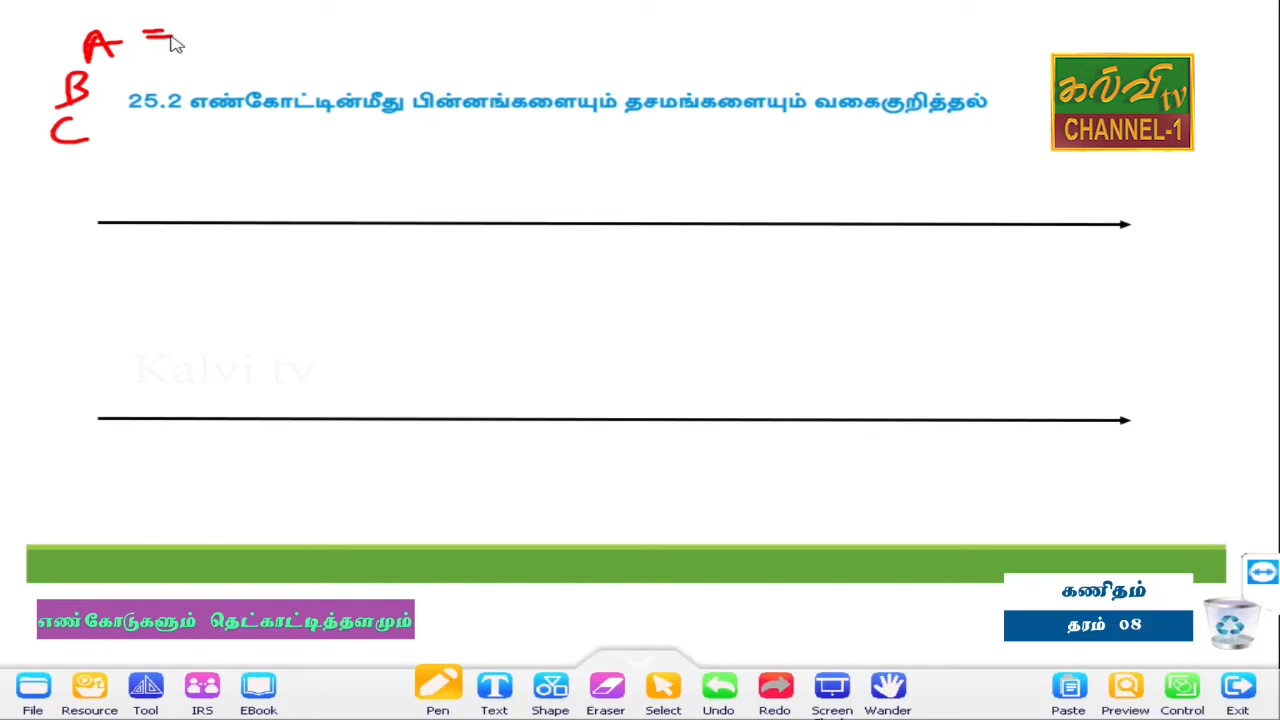 A =
B
25.2 எண்கோட்டின்மீது பின்னங்களையும் தசமங்களையும் வகைகுறித்தல்
C
கல்வி tv
CHANNEL-1
Kalvi tv
கணிதம்
தரம் 08
எண்கோடுகளும் தெட்காட்டித்தளமும்
File Resource Tool IRS EBook Pen Text Shape Eraser Select Undo Redo Screen Wander Paste Preview Control Exit